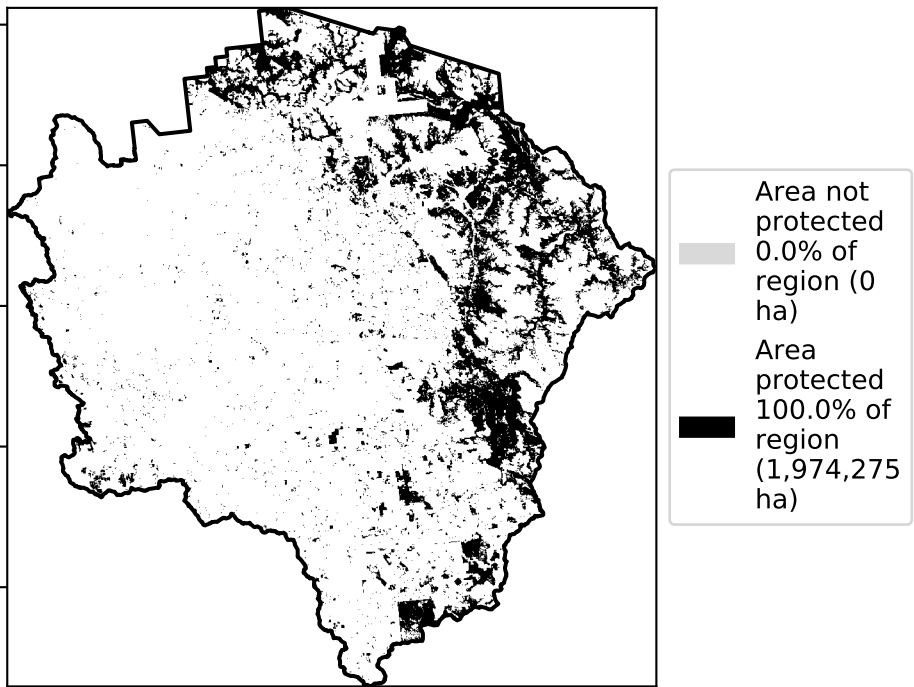 Area not
protected
0.0% of
region (0
ha)
Area
protected
100.0% of
region
(1,974,275
ha)